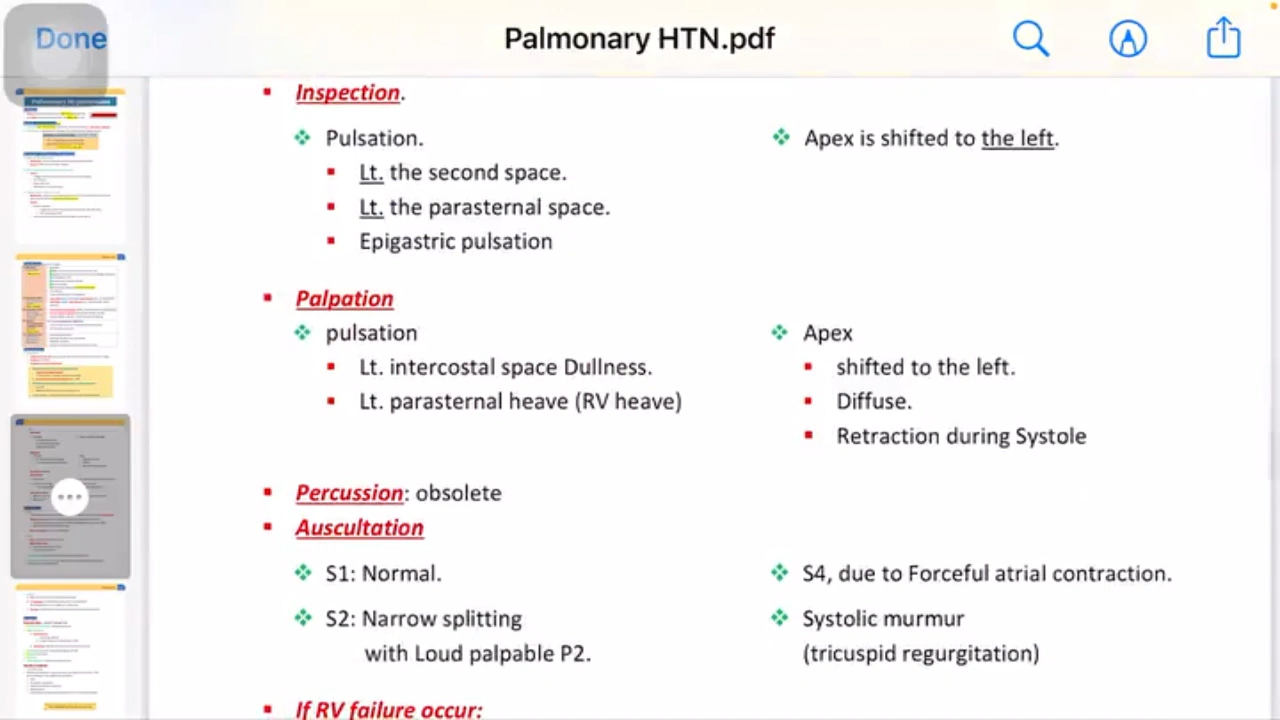 Done
Palmonary HTN.pdf
Inspection.
Pulsation.
Lt. the second space.
Lt. the parasternal space.
Epigastric pulsation
Apex is shifted to the left.
Palpation
pulsation
Lt. intercostal space Dullness.
Lt. parasternal heave (RV heave)
Apex
shifted to the left.
Diffuse.
Retraction during Systole
Percussion: obsolete
Auscultation
S1: Normal.
S2: Narrow splitting
with Loud palpable P2.
S4, due to Forceful atrial contraction.
Systolic murmur
(tricuspid regurgitation)
If RV failure occur: